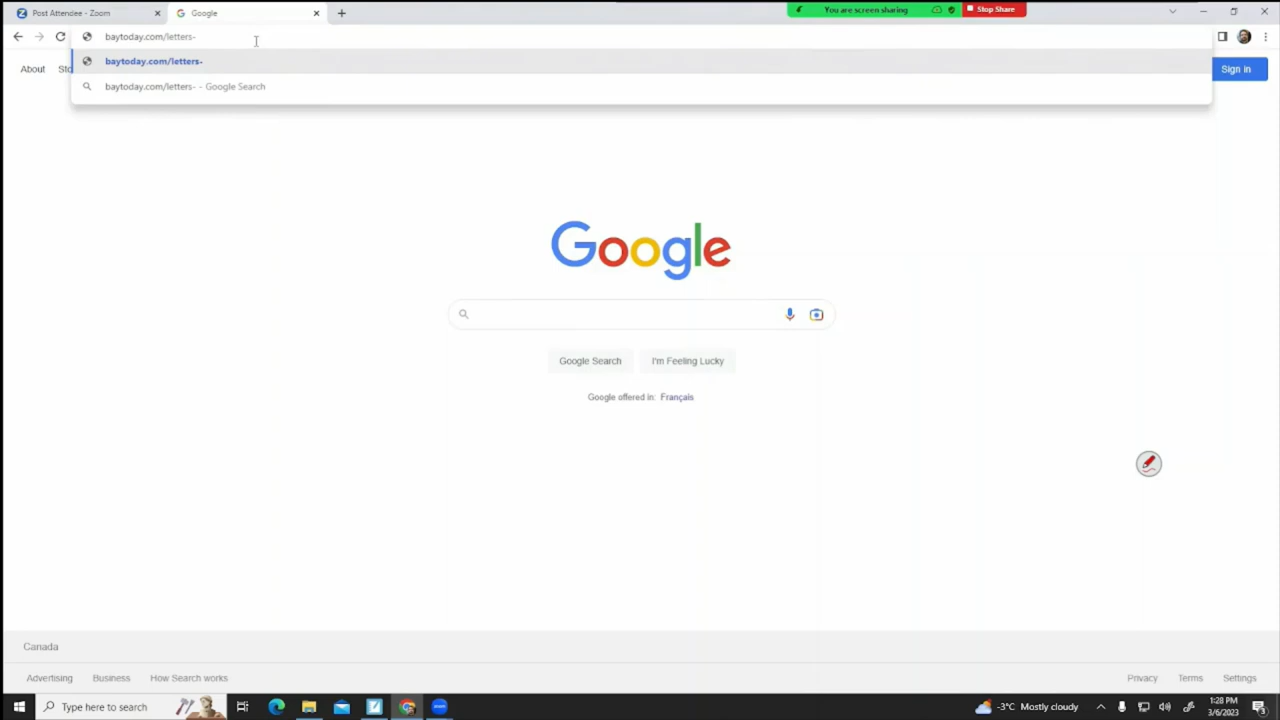 Post Attendee - Zoom
Google
You are screen sharing
Stop Share
baytoday.com/letters-
baytoday.com/letters-
baytoday.com/letters- - Google Search
About
Sto
Sign in
Google
Google Search
I'm Feeling Lucky
Google offered in: Français
Canada
Advertising
Business
How Search works
Privacy
Terms
Settings
Type here to search
-3°C Mostly cloudy
1:28 PM
3/6/2023
3